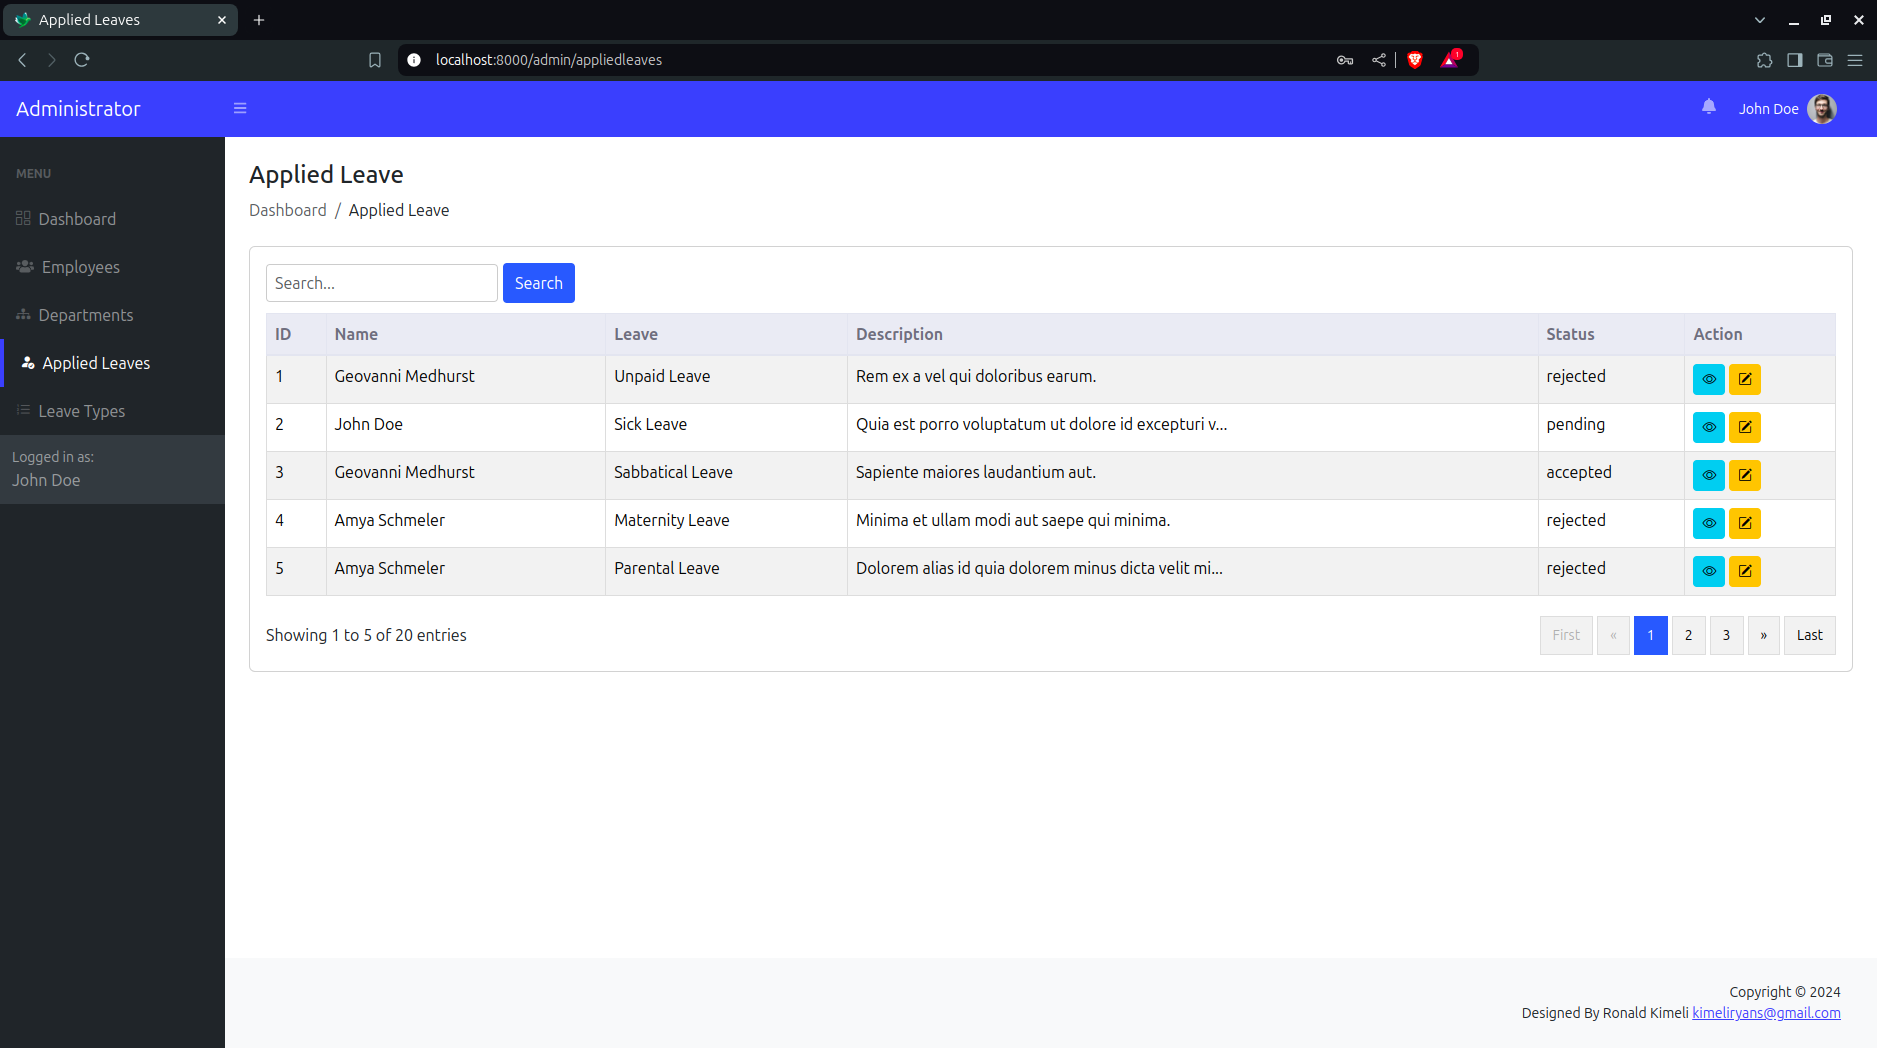 Applied Leaves
localhost:8000/admin/appliedleaves
1
Administrator
John Doe
MENU
Dashboard
Employees
Departments
Applied Leaves
Leave Types
Logged in as:
John Doe
Applied Leave
Dashboard / Applied Leave
Search...
Search
ID Name Leave Description Status Action
1 Geovanni Medhurst Unpaid Leave Rem ex a vel qui doloribus earum. rejected
2 John Doe Sick Leave Quia est porro voluptatum ut dolore id excepturi v... pending
3 Geovanni Medhurst Sabbatical Leave Sapiente maiores laudantium aut. accepted
4 Amya Schmeler Maternity Leave Minima et ullam modi aut saepe qui minima. rejected
5 Amya Schmeler Parental Leave Dolorem alias id quia dolorem minus dicta velit mi... rejected
Showing 1 to 5 of 20 entries
First « 1 2 3 » Last
Copyright © 2024
Designed By Ronald Kimeli kimeliryans@gmail.com